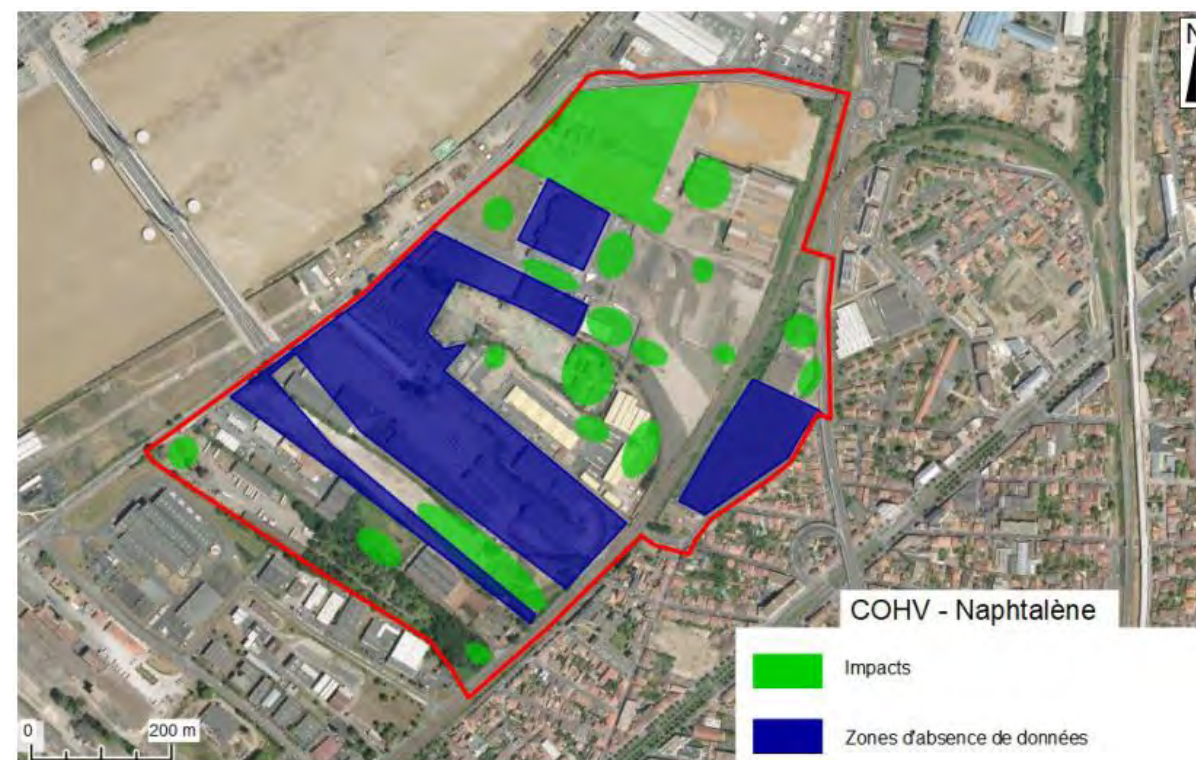 N
COHV - Naphtalène
Impacts
Zones d'absence de données
0 200 m